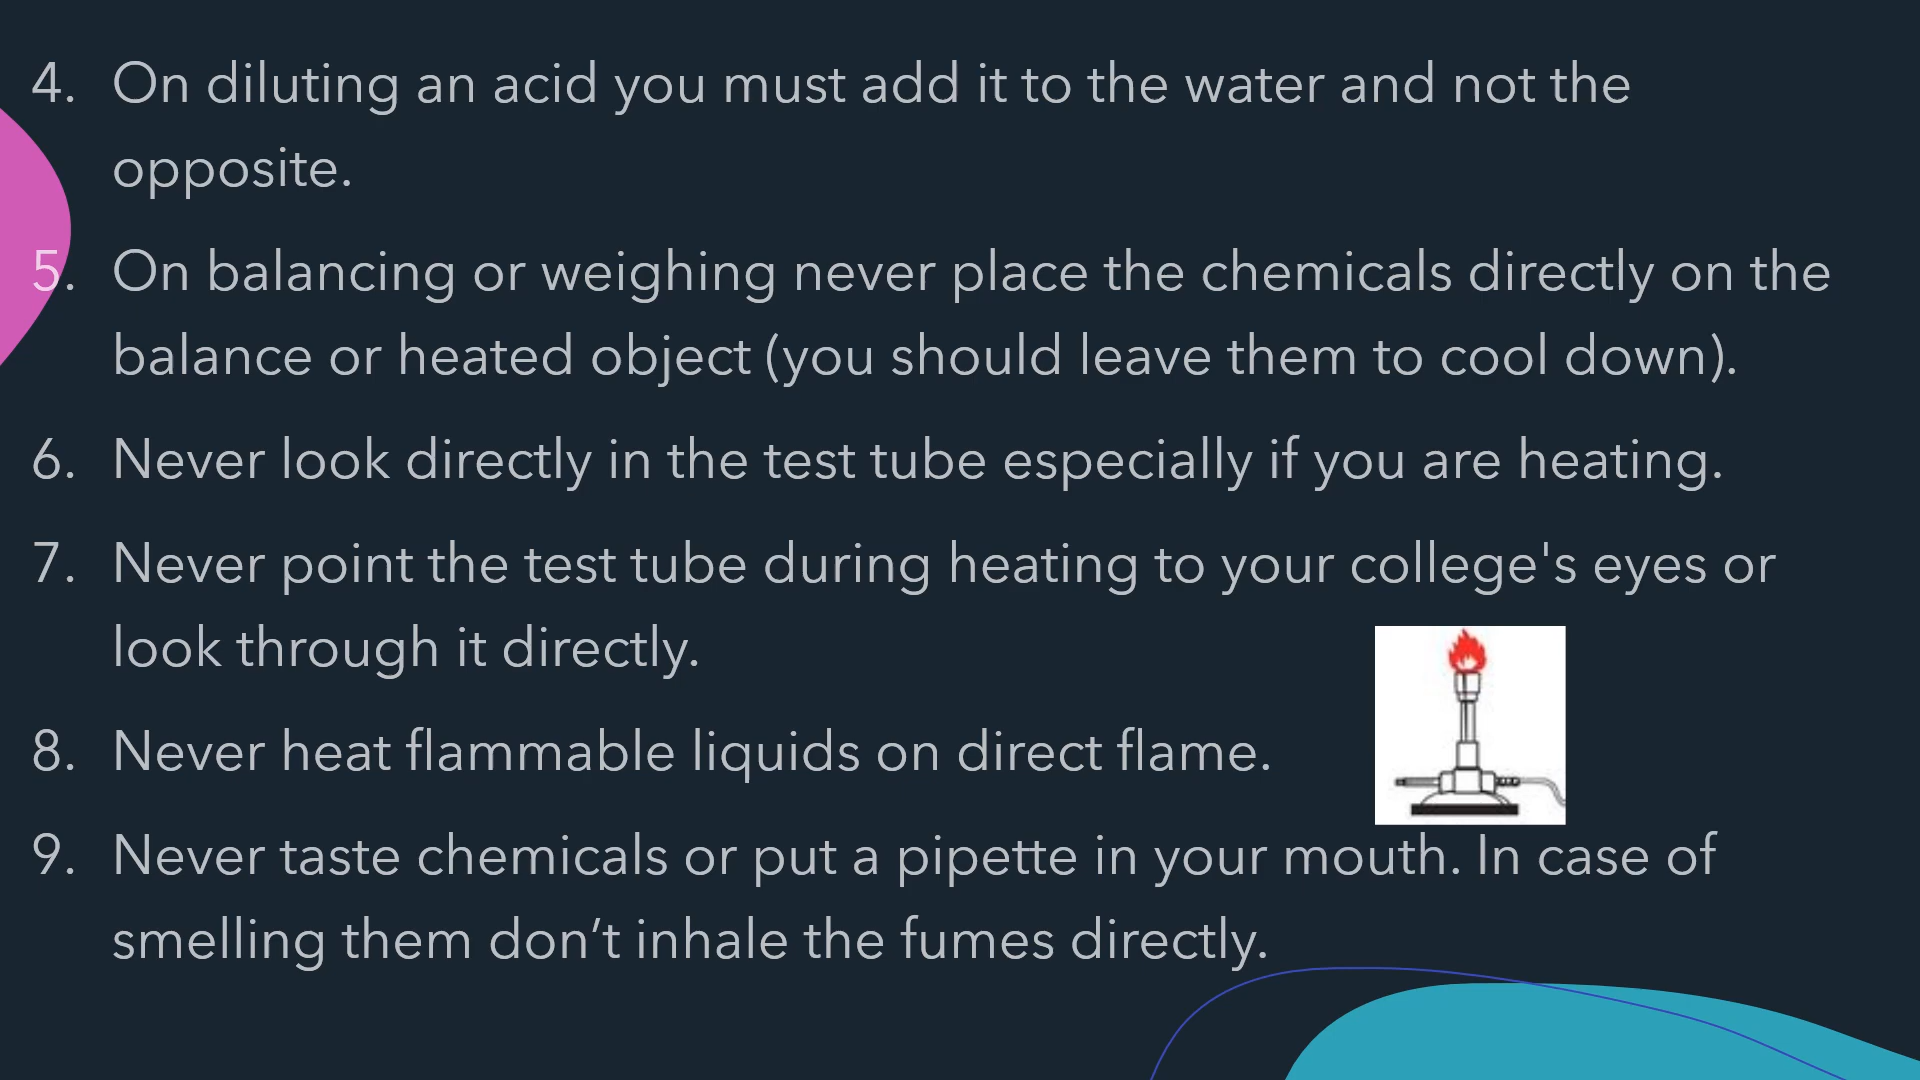 4. On diluting an acid you must add it to the water and not the
opposite.
5. On balancing or weighing never place the chemicals directly on the
balance or heated object (you should leave them to cool down).
6. Never look directly in the test tube especially if you are heating.
7. Never point the test tube during heating to your college's eyes or
look through it directly.
8. Never heat flammable liquids on direct flame.
9. Never taste chemicals or put a pipette in your mouth. In case of
smelling them don’t inhale the fumes directly.